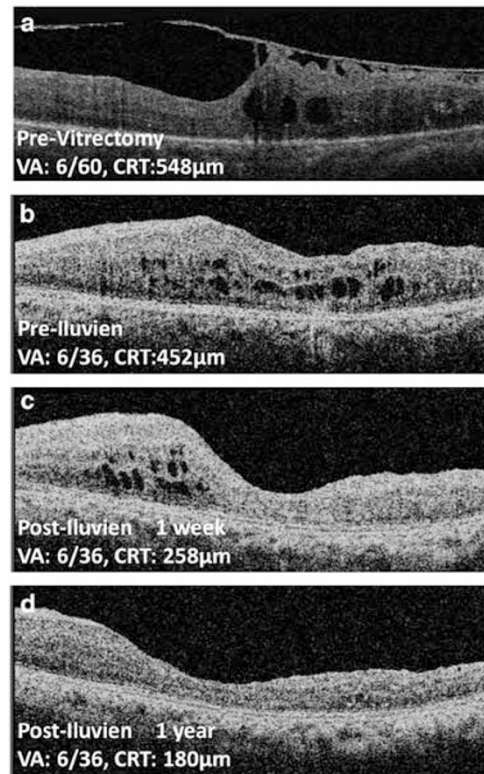 a
Pre-Vitrectomy
VA: 6/60, CRT:548µm
b
Pre-Iluvien
VA: 6/36, CRT:452µm
c
Post-Iluvien 1 week
VA: 6/36, CRT: 258µm
d
Post-Iluvien 1 year
VA: 6/36, CRT: 180µm